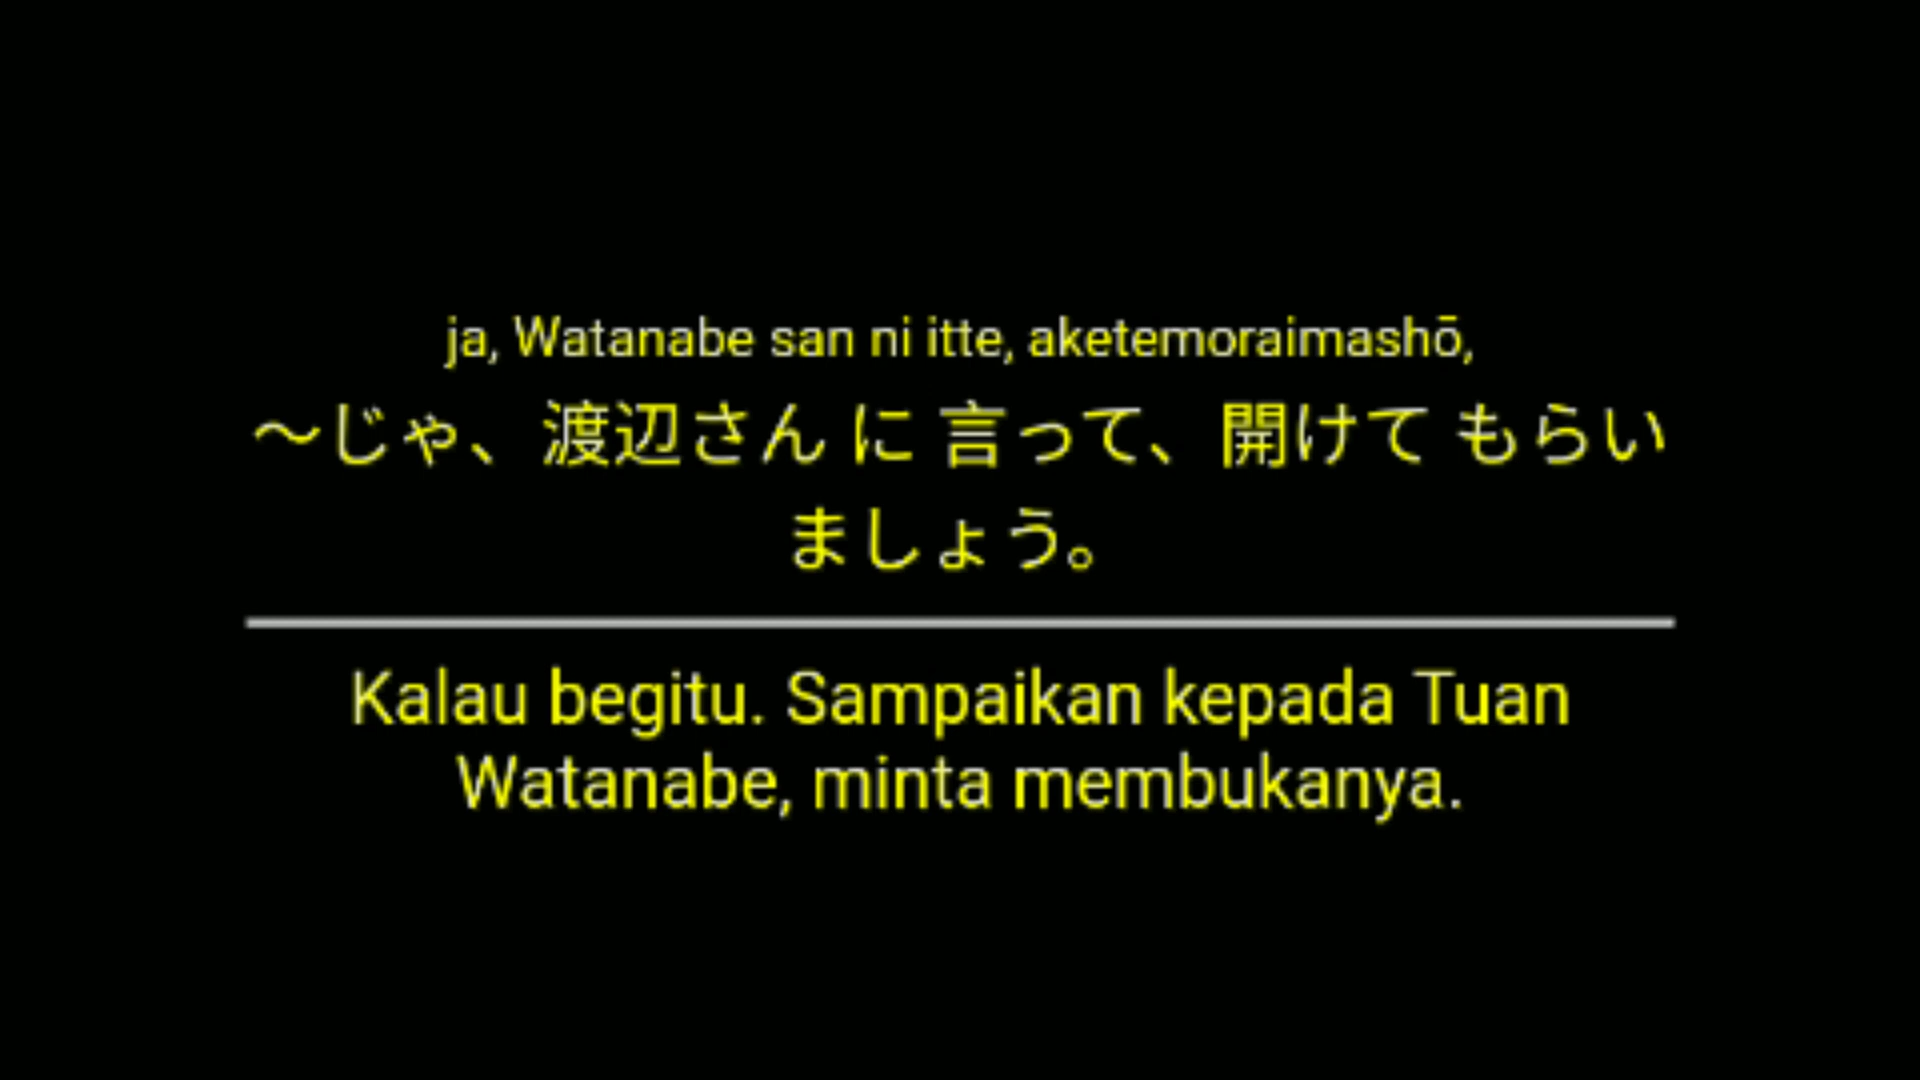 ja, Watanabe san ni itte, aketemoraimashō,
～じゃ、渡辺さん に 言って、開けて もらい
ましょう。
Kalau begitu. Sampaikan kepada Tuan
Watanabe, minta membukanya.